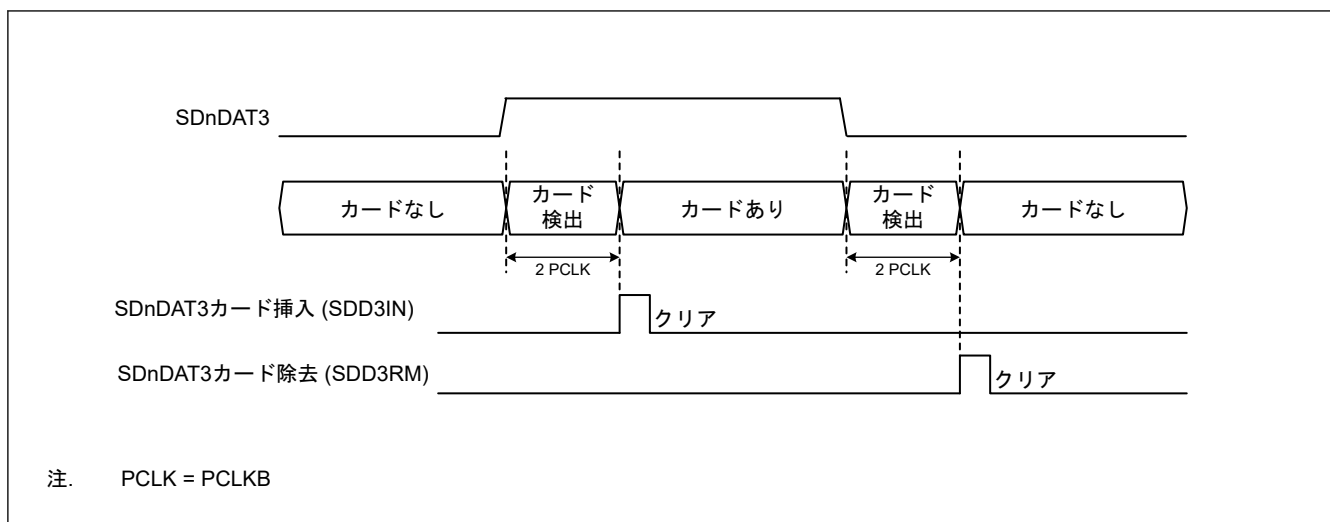 SDnDAT3
カードなし
カード
検出
カードあり
カード
検出
カードなし
2 PCLK
2 PCLK
SDnDAT3カード挿入 (SDD3IN)
クリア
SDnDAT3カード除去 (SDD3RM)
クリア
注. PCLK = PCLKB